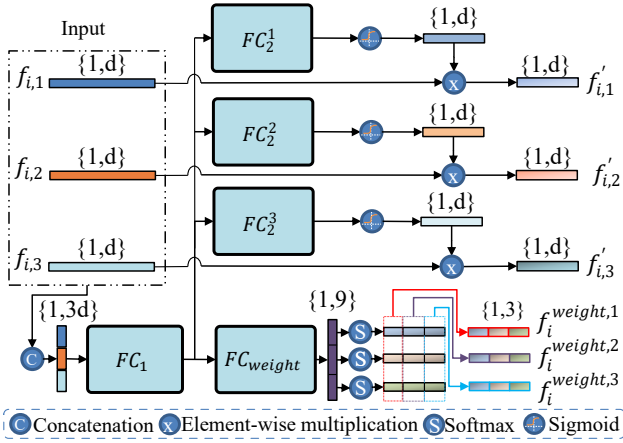 Input
{1,d}
f_{i,1}
{1,d}
f_{i,2}
{1,d}
f_{i,3}
FC_2^1
{1,d}
x
{1,d}
f'_{i,1}
FC_2^2
{1,d}
x
{1,d}
f'_{i,2}
FC_2^3
{1,d}
x
{1,d}
f'_{i,3}
{1,3d}
C
FC_1
FC_{weight}
{1,9}
S
S
S
{1,3}
f_i^{weight,1}
f_i^{weight,2}
f_i^{weight,3}
C Concatenation x Element-wise multiplication S Softmax Sigmoid